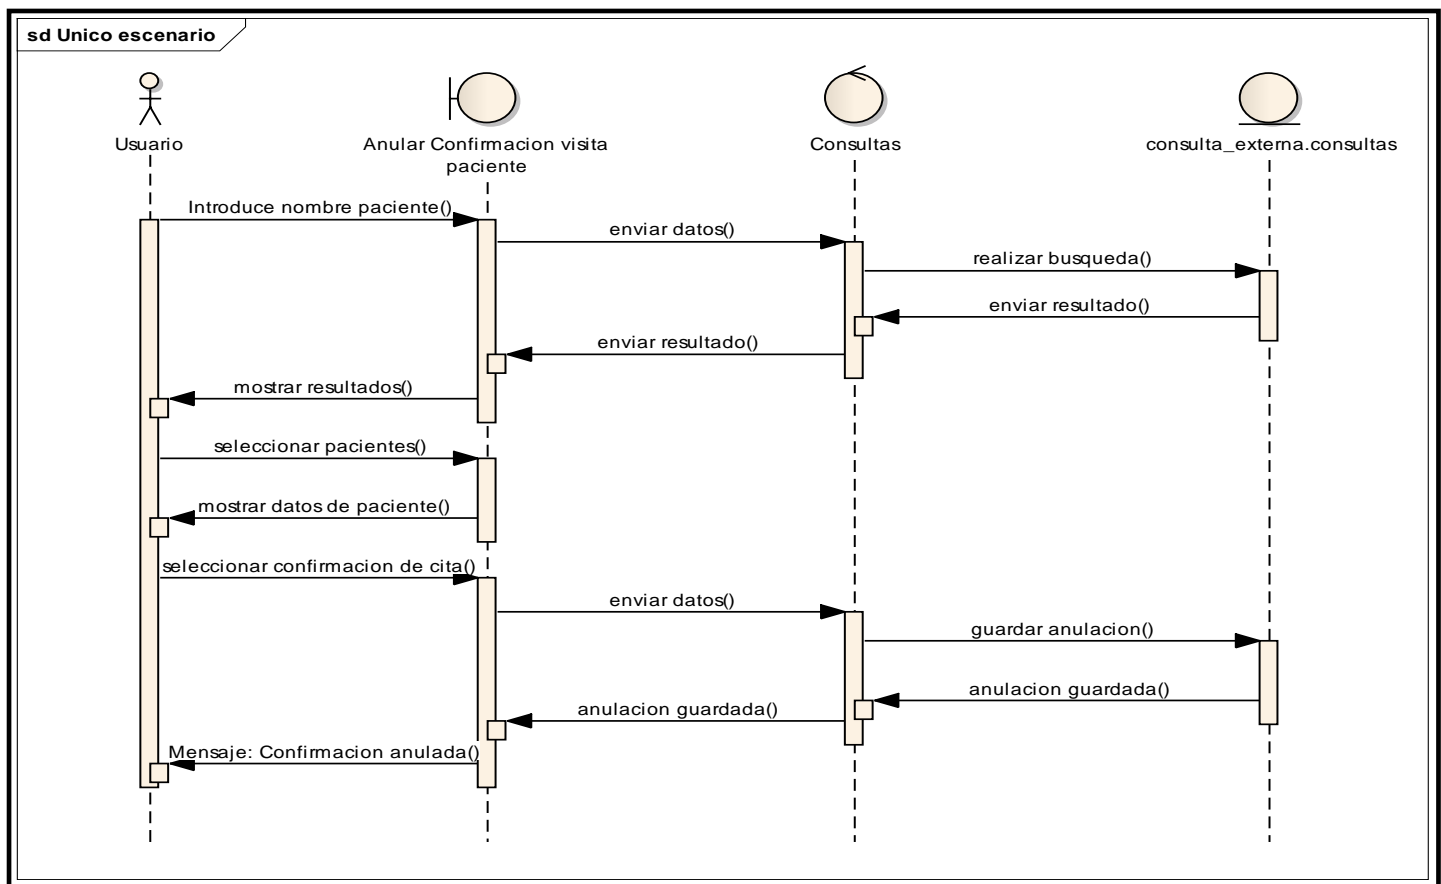 sd Unico escenario
Usuario
Anular Confirmacion visita
paciente
Consultas
consulta_externa.consultas
Introduce nombre paciente()
enviar datos()
realizar busqueda()
enviar resultado()
enviar resultado()
mostrar resultados()
seleccionar pacientes()
mostrar datos de paciente()
seleccionar confirmacion de cita()
enviar datos()
guardar anulacion()
anulacion guardada()
anulacion guardada()
Mensaje: Confirmacion anulada()